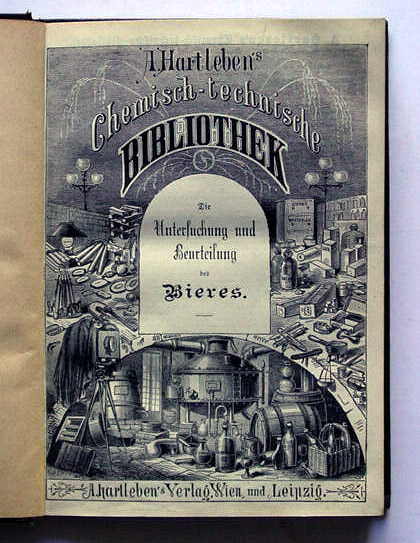 A. Hartleben's
Chemisch-technische
BIBLIOTHEK
Die
Untersuchung und
Beurteilung
des
Bieres.
A. Hartleben's Verlag, Wien, und Leipzig.